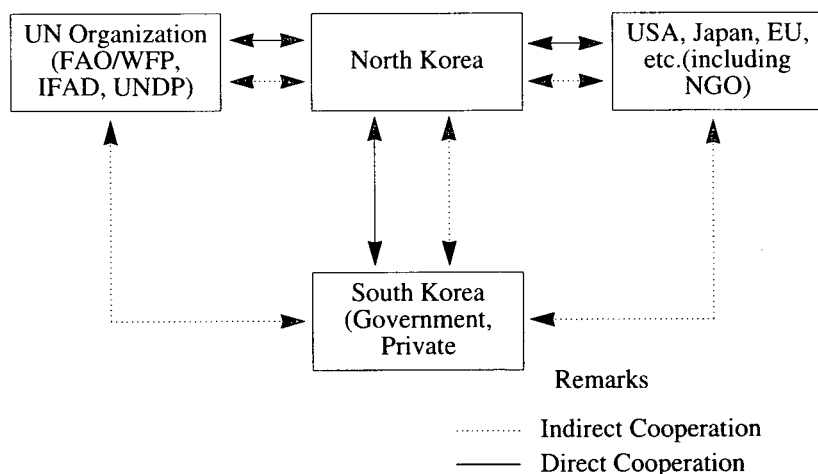 UN Organization
(FAO/WFP,
IFAD, UNDP)
North Korea
USA, Japan, EU,
etc.(including
NGO)
South Korea
(Government,
Private
Remarks
Indirect Cooperation
Direct Cooperation